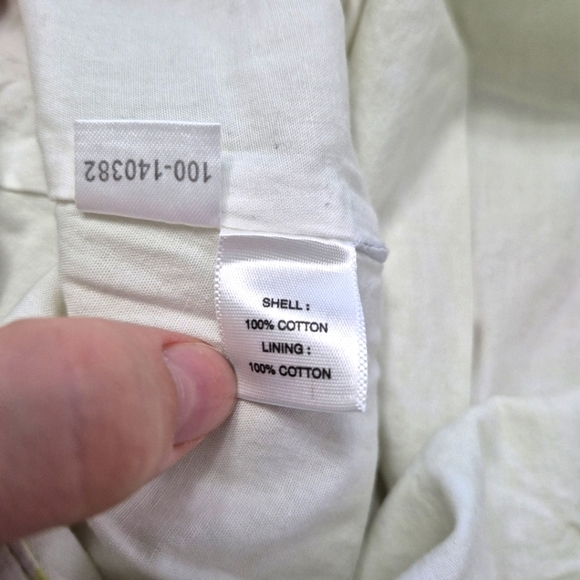 100-140382
SHELL :
100% COTTON
LINING :
100% COTTON